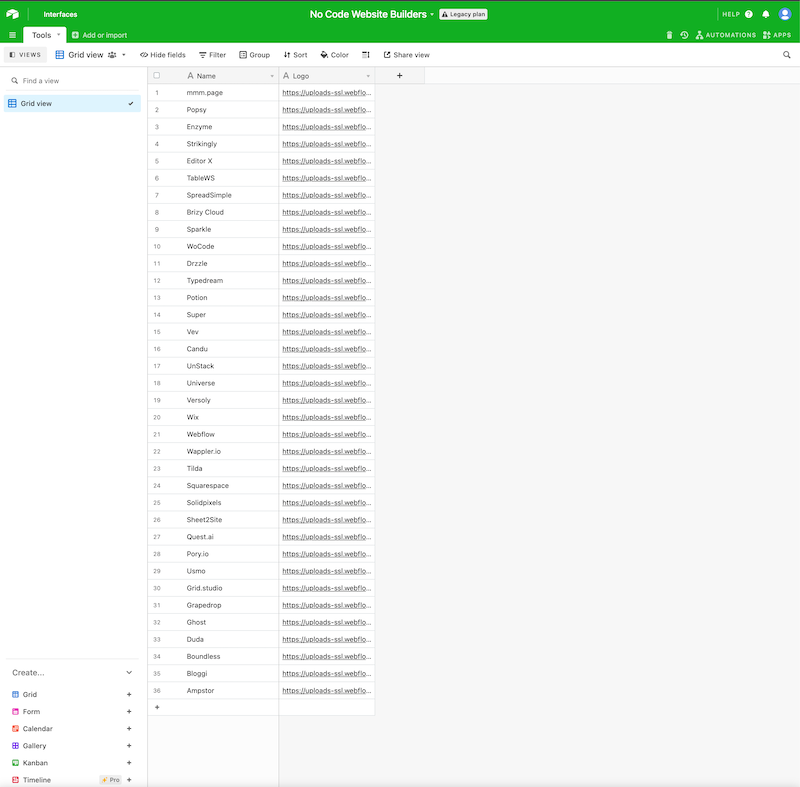 Interfaces
No Code Website Builders
Legacy plan
HELP
Tools
Add or import
AUTOMATIONS
APPS
VIEWS
Grid view
Hide fields
Filter
Group
Sort
Color
Share view
Find a view
Grid view
A Name
A Logo
+
1 mmm.page https://uploads-ssl.webflo...
2 Popsy https://uploads-ssl.webflo...
3 Enzyme https://uploads-ssl.webflo...
4 Strikingly https://uploads-ssl.webflo...
5 Editor X https://uploads-ssl.webflo...
6 TableWS https://uploads-ssl.webflo...
7 SpreadSimple https://uploads-ssl.webflo...
8 Brizy Cloud https://uploads-ssl.webflo...
9 Sparkle https://uploads-ssl.webflo...
10 WoCode https://uploads-ssl.webflo...
11 Drzzle https://uploads-ssl.webflo...
12 Typedream https://uploads-ssl.webflo...
13 Potion https://uploads-ssl.webflo...
14 Super https://uploads-ssl.webflo...
15 Vev https://uploads-ssl.webflo...
16 Candu https://uploads-ssl.webflo...
17 UnStack https://uploads-ssl.webflo...
18 Universe https://uploads-ssl.webflo...
19 Versoly https://uploads-ssl.webflo...
20 Wix https://uploads-ssl.webflo...
21 Webflow https://uploads-ssl.webflo...
22 Wappler.io https://uploads-ssl.webflo...
23 Tilda https://uploads-ssl.webflo...
24 Squarespace https://uploads-ssl.webflo...
25 Solidpixels https://uploads-ssl.webflo...
26 Sheet2Site https://uploads-ssl.webflo...
27 Quest.ai https://uploads-ssl.webflo...
28 Pory.io https://uploads-ssl.webflo...
29 Usmo https://uploads-ssl.webflo...
30 Grid.studio https://uploads-ssl.webflo...
31 Grapedrop https://uploads-ssl.webflo...
32 Ghost https://uploads-ssl.webflo...
33 Duda https://uploads-ssl.webflo...
34 Boundless https://uploads-ssl.webflo...
35 Bloggi https://uploads-ssl.webflo...
36 Ampstor https://uploads-ssl.webflo...
+
Create...
Grid +
Form +
Calendar +
Gallery +
Kanban +
Timeline Pro +